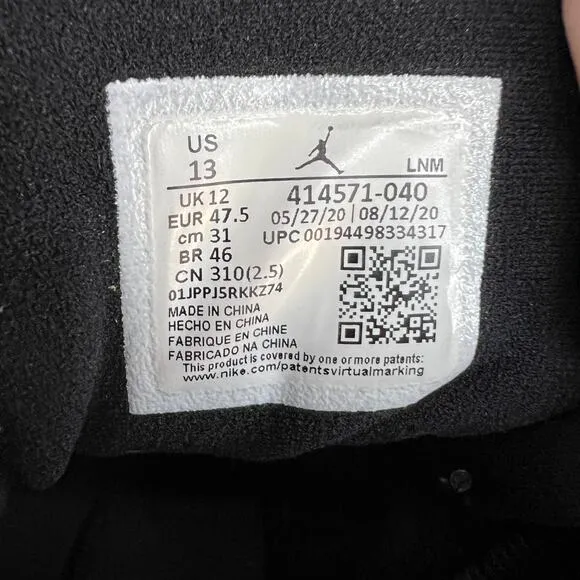 US
13
LNM
UK 12
414571-040
EUR 47.5
05/27/20 | 08/12/20
cm 31
UPC 00194498334317
BR 46
CN 310(2.5)
01JPPJ5RKKZ74
MADE IN CHINA
HECHO EN CHINA
FABRIQUE EN CHINE
FABRICADO NA CHINA
This product is covered by one or more patents:
www.nike.com/patentsvirtualmarking